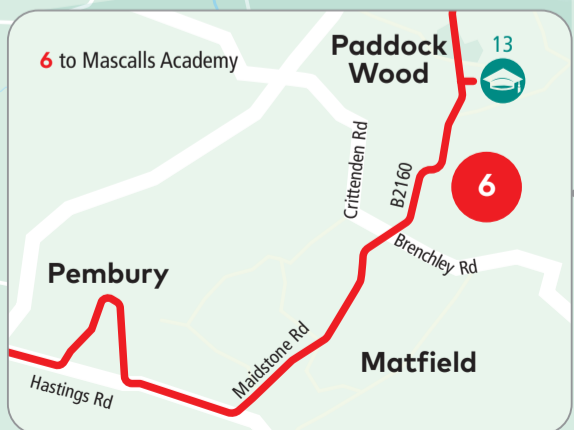 6 to Mascalls Academy
Paddock
Wood
13
Crittenden Rd
B2160
6
Brenchley Rd
Pembury
Maidstone Rd
Matfield
Hastings Rd